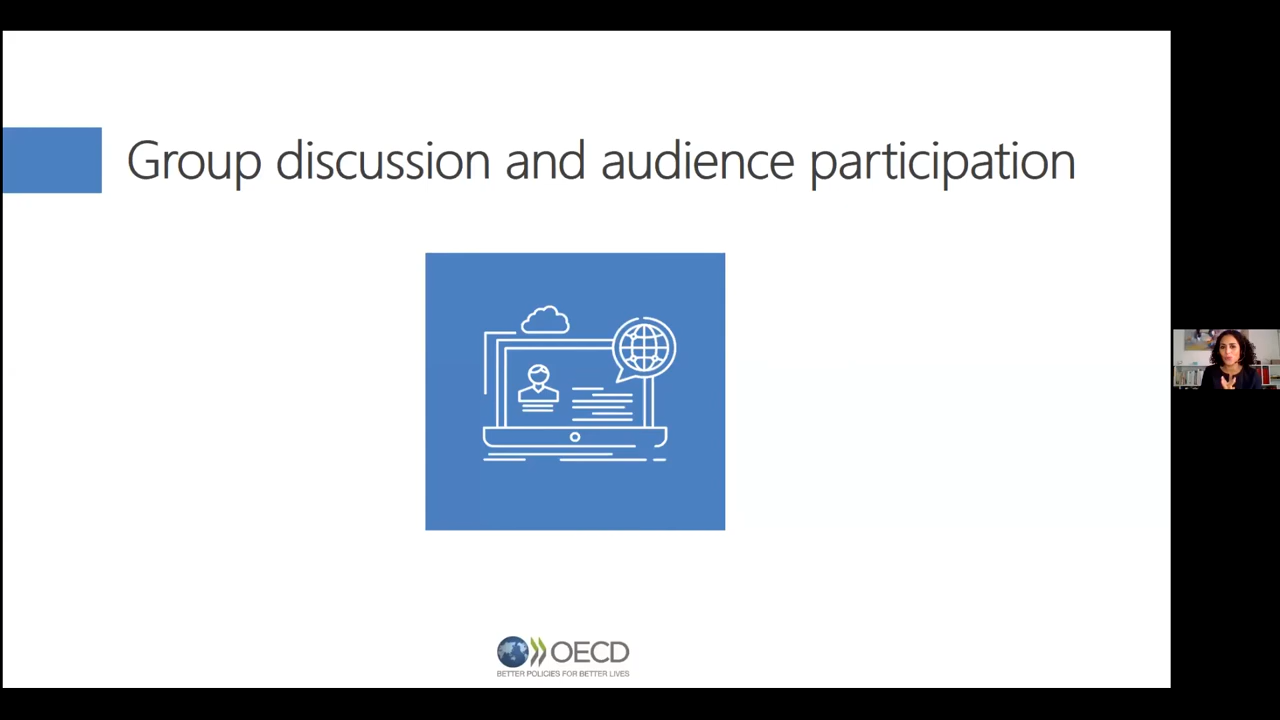 Group discussion and audience participation
OECD
BETTER POLICIES FOR BETTER LIVES